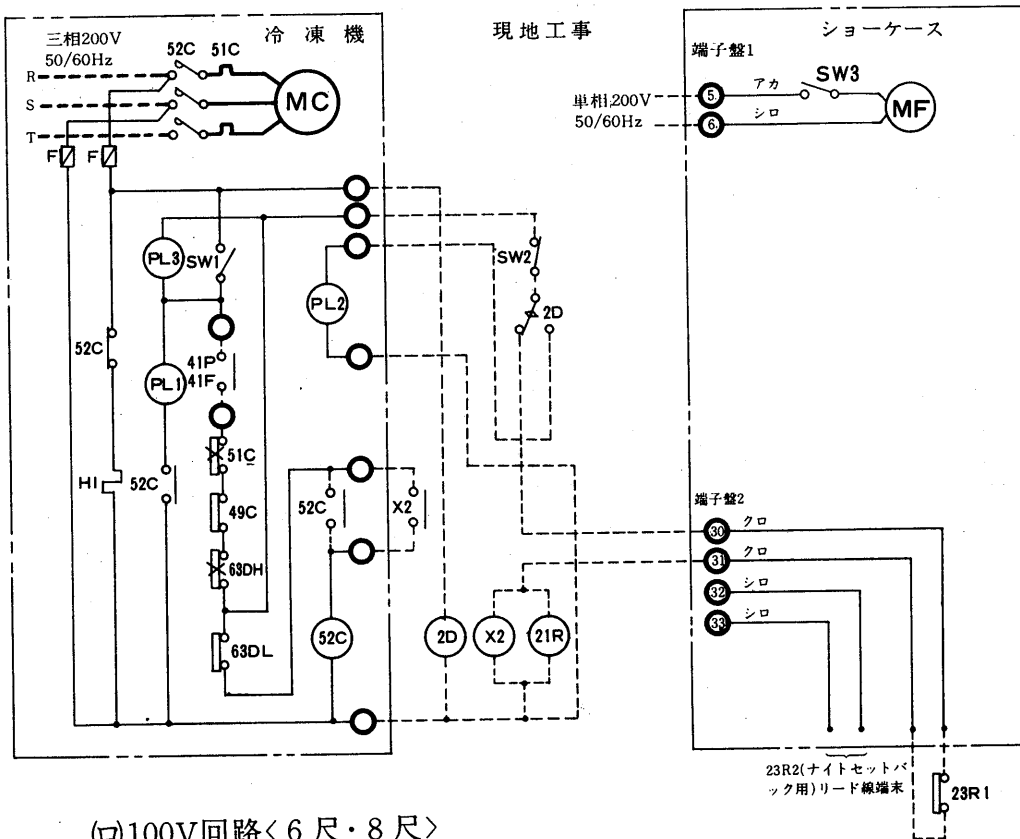 冷凍機
現地工事
ショーケース
三相200V
50/60Hz
52C
51C
R
S
T
MC
F
F
端子盤1
単相,200V
50/60Hz
5
アカ
SW3
6
シロ
MF
PL3
SW1
PL2
SW2
2D
52C
41P
41F
PL1
51C
49C
63DH
63DL
HI
52C
52C
X2
52C
2D
X2
21R
端子盤2
30
クロ
31
クロ
32
シロ
33
シロ
23R2(ナイトセットバ
ック用)リード線端末
23R1
(ロ)100V回路<6尺・8尺>